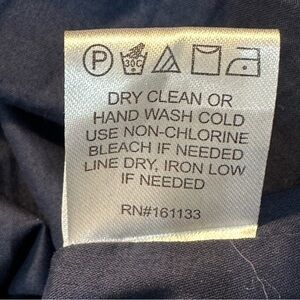 P 30C
DRY CLEAN OR
HAND WASH COLD
USE NON-CHLORINE
BLEACH IF NEEDED
LINE DRY, IRON LOW
IF NEEDED
RN#161133